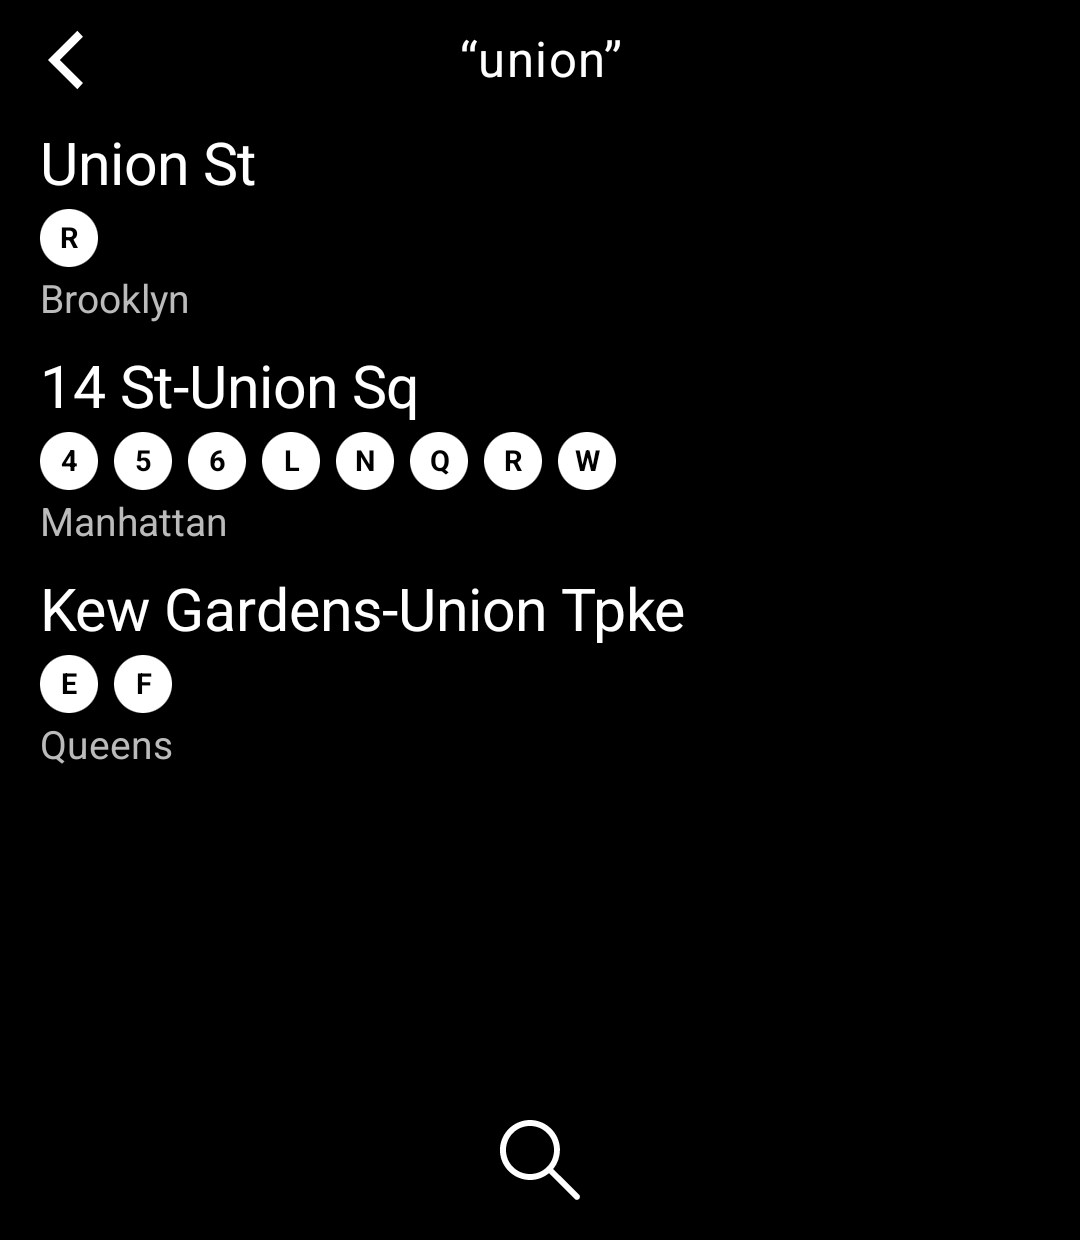 “union”
Union St
R
Brooklyn
14 St-Union Sq
4 5 6 L N Q R W
Manhattan
Kew Gardens-Union Tpke
E F
Queens